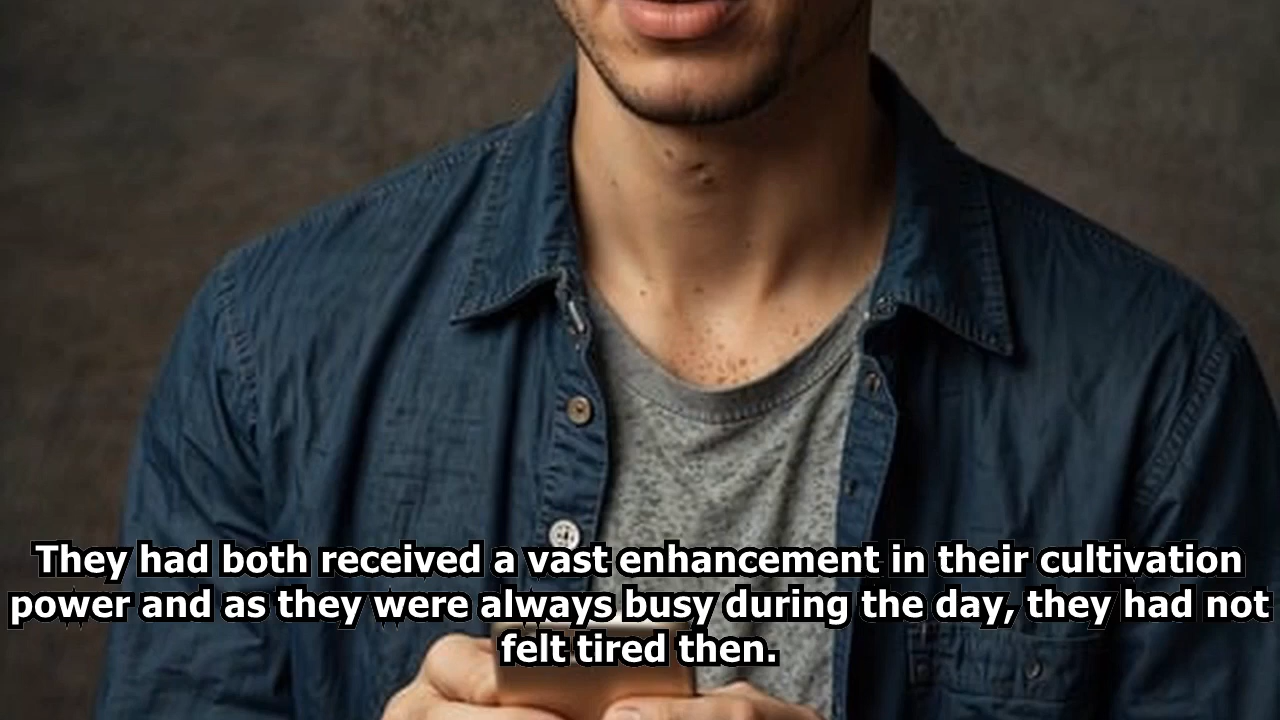 They had both received a vast enhancement in their cultivation
power and as they were always busy during the day, they had not
felt tired then.